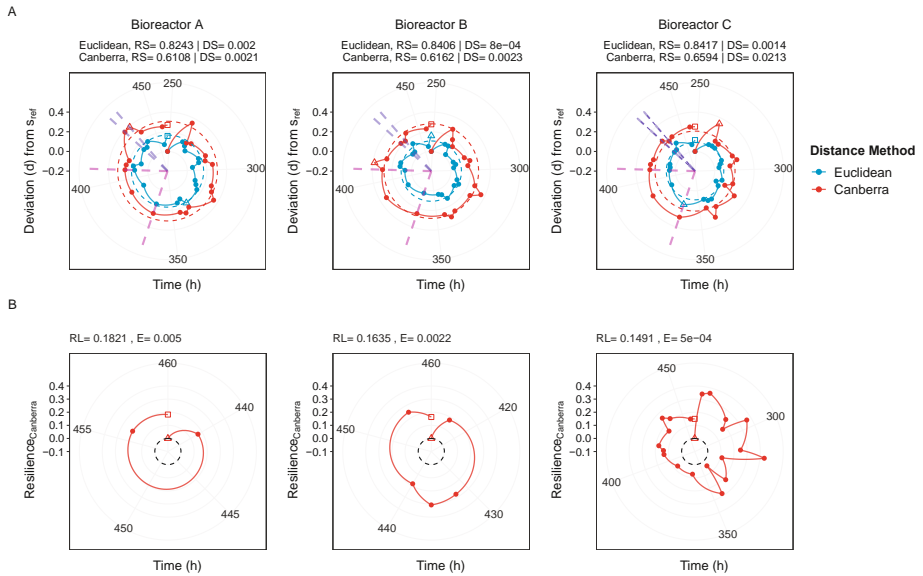 A
Bioreactor A
Bioreactor B
Bioreactor C
Euclidean, RS= 0.8243 | DS= 0.002
Canberra, RS= 0.6108 | DS= 0.0021
Euclidean, RS= 0.8406 | DS= 8e−04
Canberra, RS= 0.6162 | DS= 0.0023
Euclidean, RS= 0.8417 | DS= 0.0014
Canberra, RS= 0.6594 | DS= 0.0213
Deviation (d) from sref
0.4
0.2
0.0
−0.2
250
300
350
400
450
Time (h)
Deviation (d) from sref
0.4
0.2
0.0
−0.2
250
300
350
400
450
Time (h)
Deviation (d) from sref
0.4
0.2
0.0
−0.2
250
300
350
400
450
Time (h)
Distance Method
Euclidean
Canberra
B
RL= 0.1821 , E= 0.005
RL= 0.1635 , E= 0.0022
RL= 0.1491 , E= 5e−04
ResilienceCanberra
0.4
0.3
0.2
0.1
0.0
−0.1
460
440
445
450
455
Time (h)
ResilienceCanberra
0.4
0.3
0.2
0.1
0.0
−0.1
460
420
430
440
450
Time (h)
ResilienceCanberra
0.4
0.3
0.2
0.1
0.0
−0.1
450
300
350
400
Time (h)